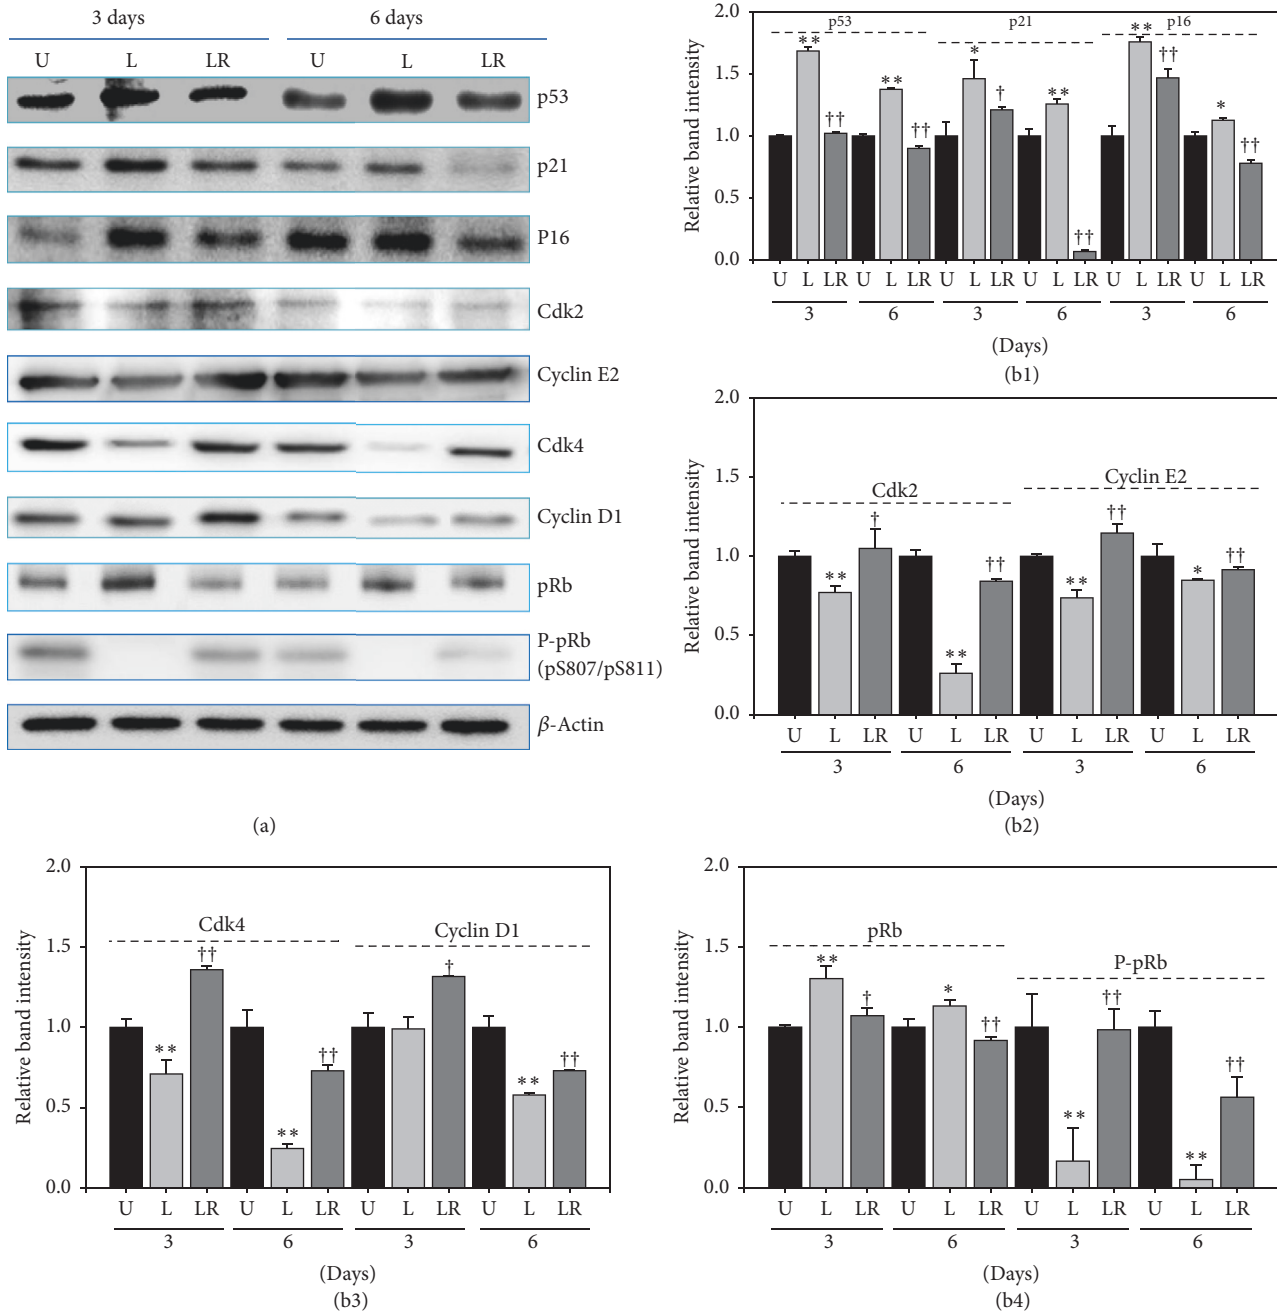 3 days 6 days
U L LR U L LR
p53
p21
P16
Cdk2
Cyclin E2
Cdk4
Cyclin D1
pRb
P-pRb
(pS807/pS811)
β-Actin
(a)
Relative band intensity
2.0
1.5
1.0
0.5
0.0
p53 p21 p16
** ** * ** ** *
†† †† † †† †† ††
U L LR U L LR U L LR U L LR U L LR U L LR
3 6 3 6 3 6
(Days)
(b1)
Relative band intensity
2.0
1.5
1.0
0.5
0.0
Cdk2 Cyclin E2
** † ** †† ** †† * ††
U L LR U L LR U L LR U L LR
3 6 3 6
(Days)
(b2)
Relative band intensity
2.0
1.5
1.0
0.5
0.0
Cdk4 Cyclin D1
** †† ** †† † ** ††
U L LR U L LR U L LR U L LR
3 6 3 6
(Days)
(b3)
Relative band intensity
2.0
1.5
1.0
0.5
0.0
pRb P-pRb
** † * †† ** †† ** ††
U L LR U L LR U L LR U L LR
3 6 3 6
(Days)
(b4)